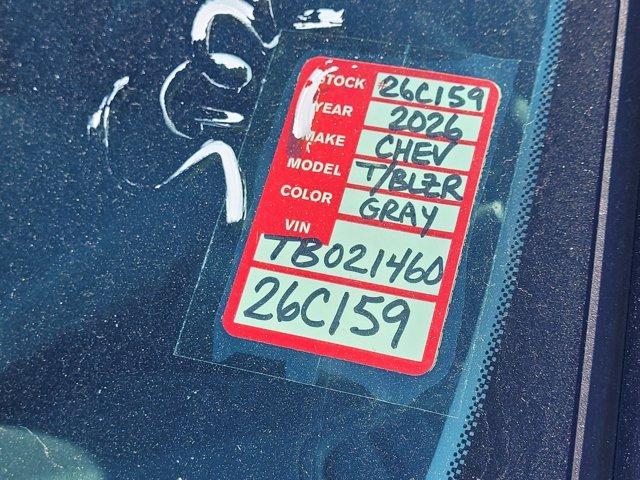 STOCK 26C159
YEAR 2026
MAKE CHEV
MODEL T/BLZR
COLOR GRAY
VIN
TB021460
26C159